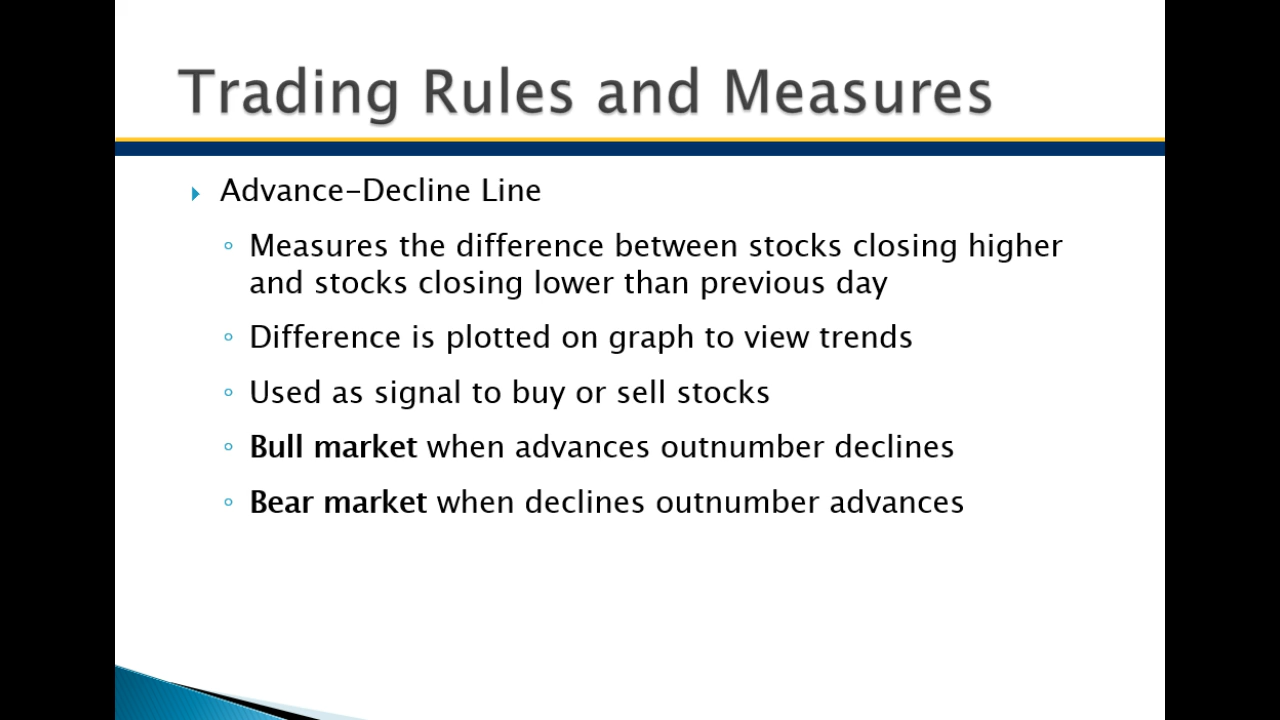 Trading Rules and Measures
Advance-Decline Line
Measures the difference between stocks closing higher
and stocks closing lower than previous day
Difference is plotted on graph to view trends
Used as signal to buy or sell stocks
Bull market when advances outnumber declines
Bear market when declines outnumber advances